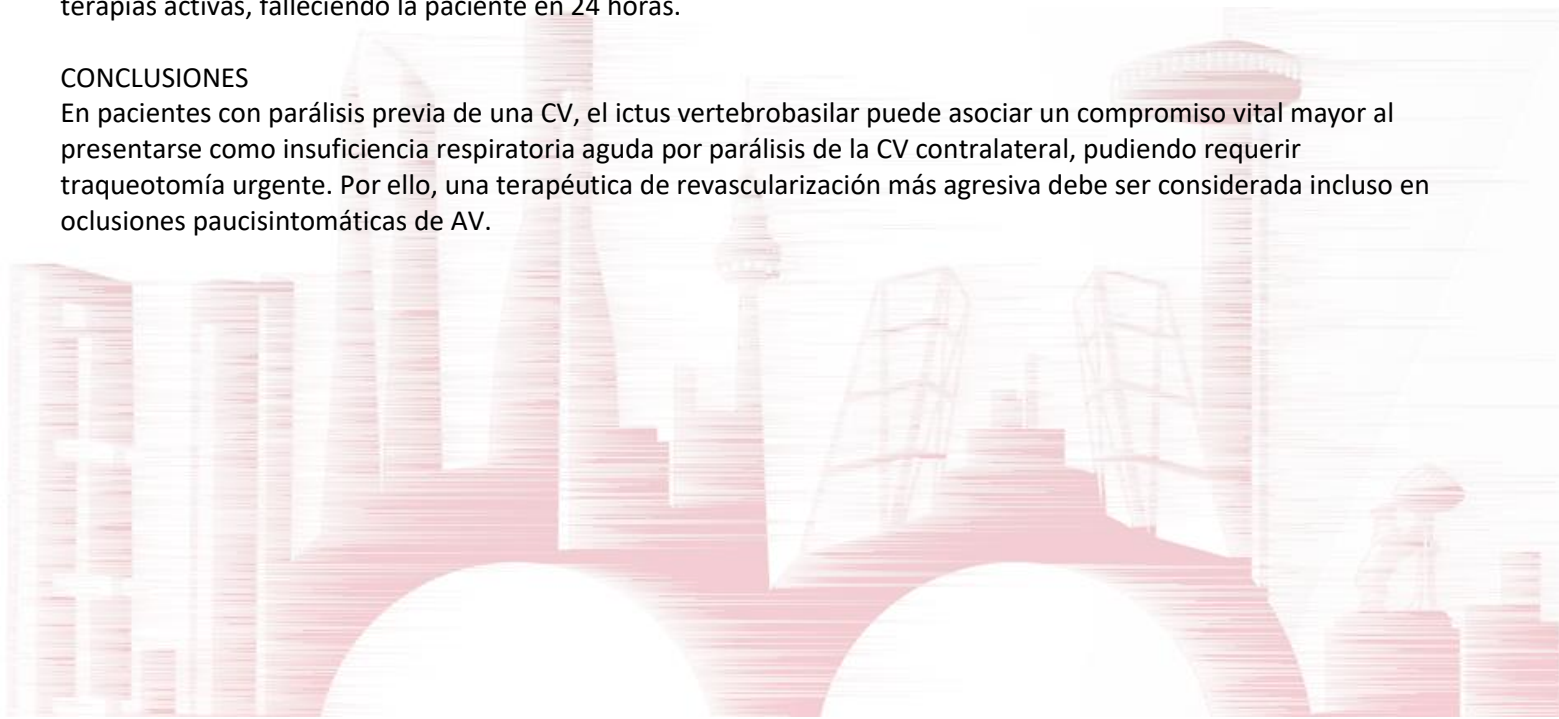 terapias activas, falleciendo la paciente en 24 horas.
CONCLUSIONES
En pacientes con parálisis previa de una CV, el ictus vertebrobasilar puede asociar un compromiso vital mayor al
presentarse como insuficiencia respiratoria aguda por parálisis de la CV contralateral, pudiendo requerir
traqueotomía urgente. Por ello, una terapéutica de revascularización más agresiva debe ser considerada incluso en
oclusiones paucisintomáticas de AV.